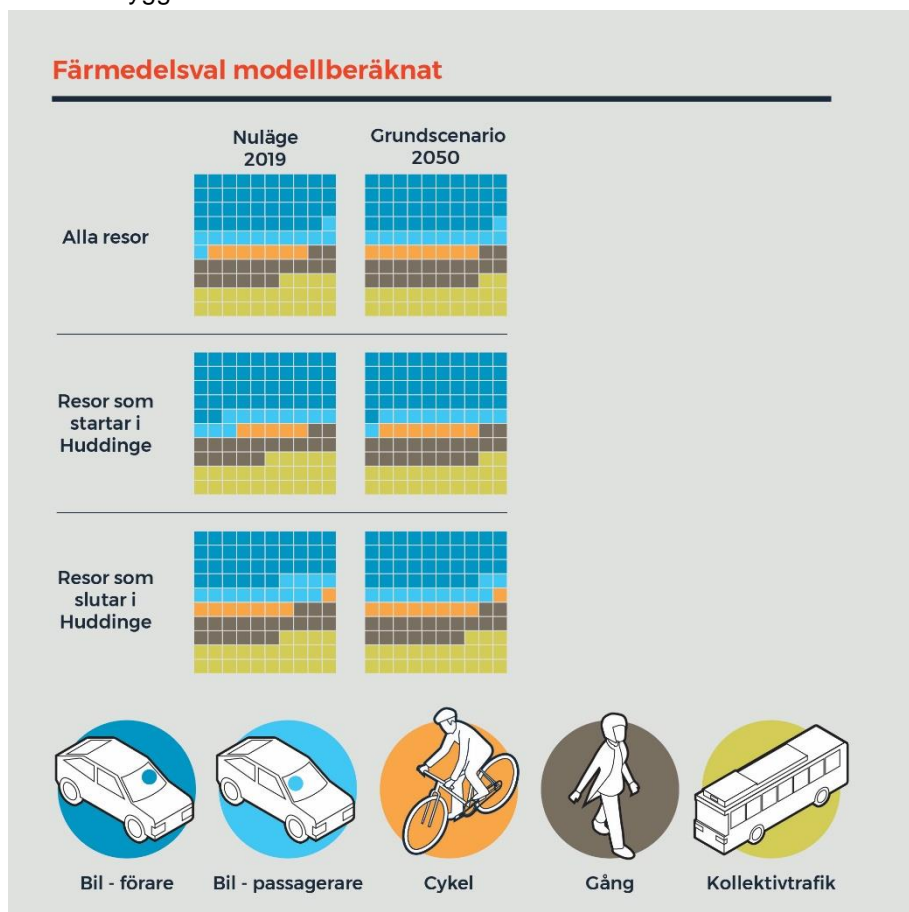 Färmedelsval modellberäknat
Nuläge
2019
Grundscenario
2050
Alla resor
Resor som
startar i
Huddinge
Resor som
slutar i
Huddinge
Bil - förare
Bil - passagerare
Cykel
Gång
Kollektivtrafik